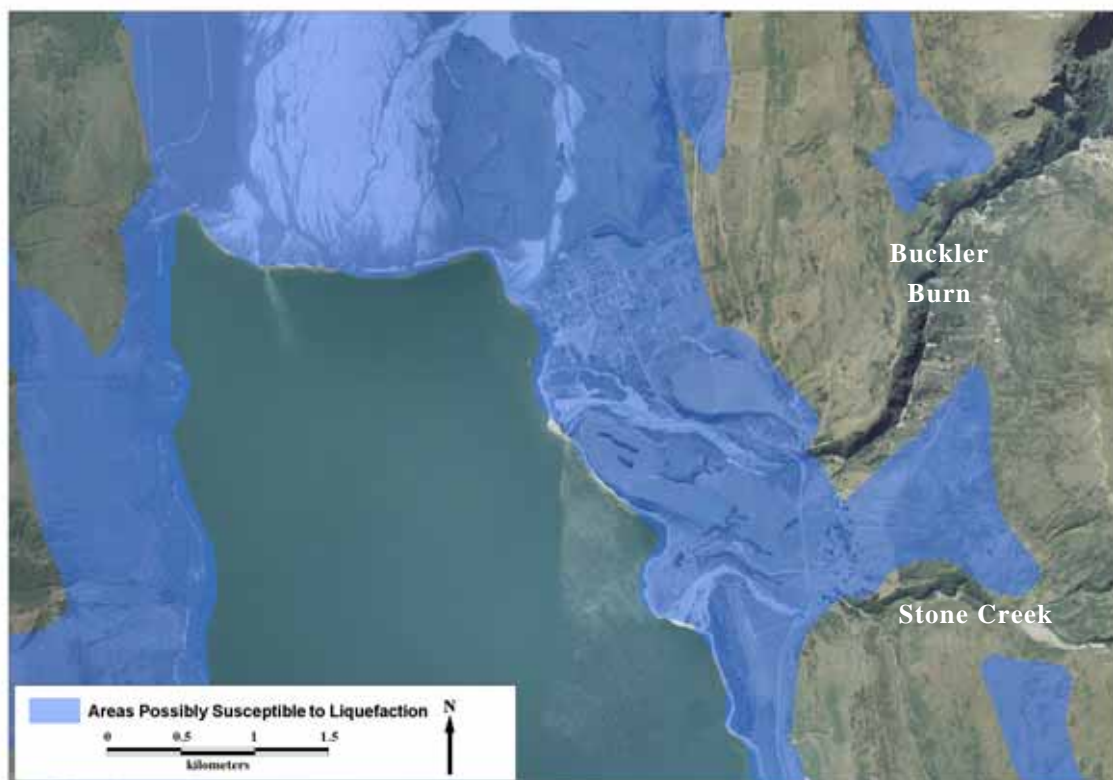 Buckler
Burn
Stone Creek
Areas Possibly Susceptible to Liquefaction N
0 0.5 1 1.5
kilometers